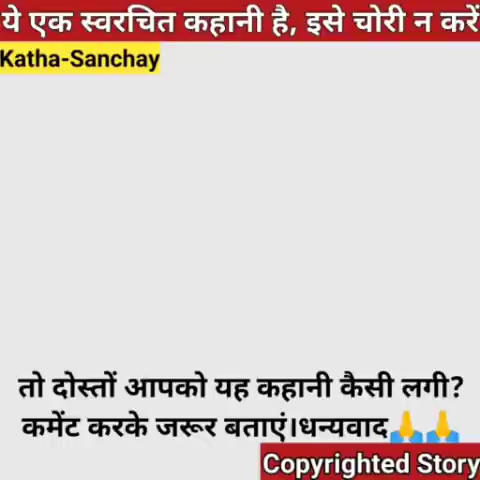 ये एक स्वरचित कहानी है, इसे चोरी न करें
Katha-Sanchay
तो दोस्तों आपको यह कहानी कैसी लगी?
कमेंट करके जरूर बताएं।धन्यवाद🙏🙏
Copyrighted Story